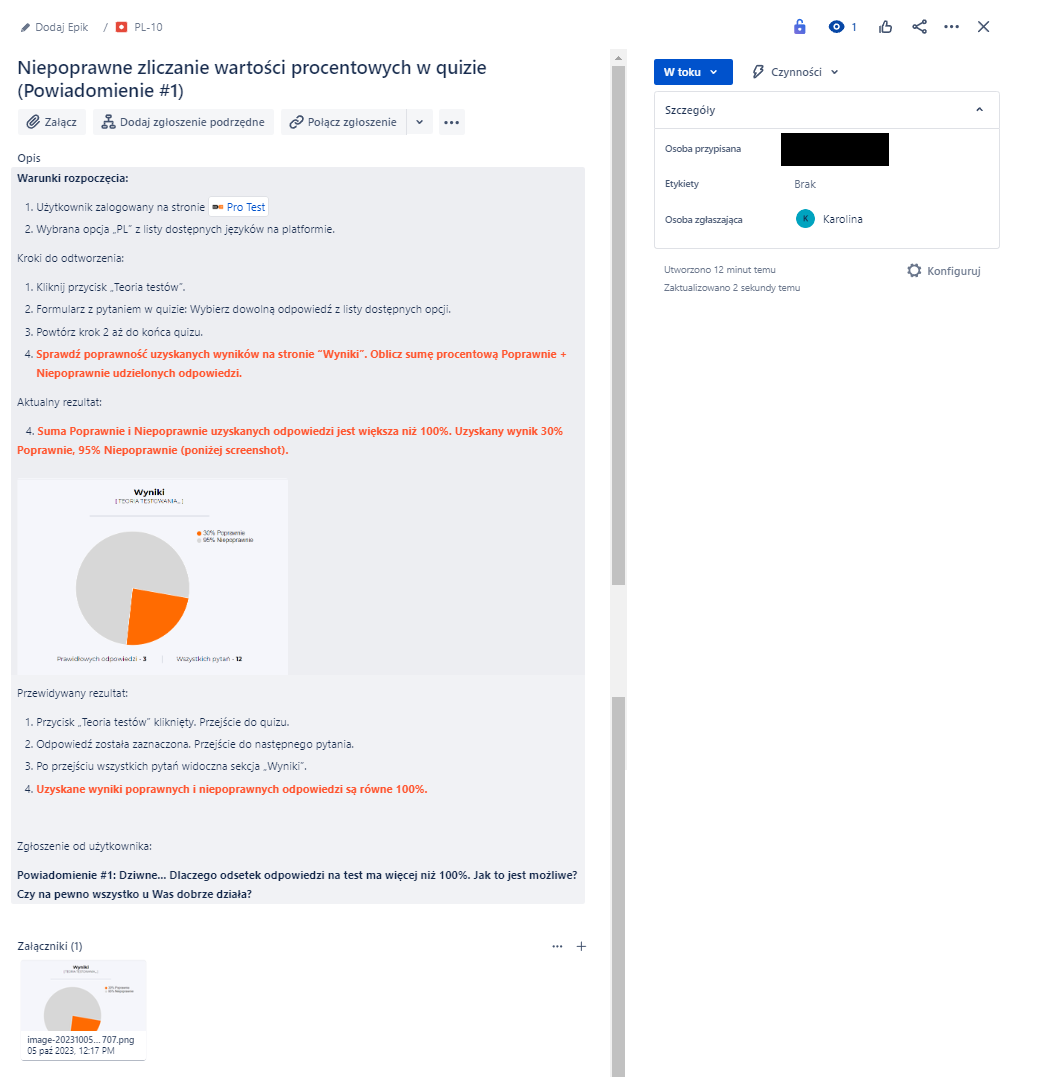 Dodaj Epik / PL-10
1
Niepoprawne zliczanie wartości procentowych w quizie
(Powiadomienie #1)
Załącz
Dodaj zgłoszenie podrzędne
Połącz zgłoszenie
Opis
Warunki rozpoczęcia:
1. Użytkownik zalogowany na stronie Pro Test
2. Wybrana opcja „PL” z listy dostępnych języków na platformie.
Kroki do odtworzenia:
1. Kliknij przycisk „Teoria testów”.
2. Formularz z pytaniem w quizie: Wybierz dowolną odpowiedź z listy dostępnych opcji.
3. Powtórz krok 2 aż do końca quizu.
4. Sprawdź poprawność uzyskanych wyników na stronie “Wyniki”. Oblicz sumę procentową Poprawnie +
Niepoprawnie udzielonych odpowiedzi.
Aktualny rezultat:
4. Suma Poprawnie i Niepoprawnie uzyskanych odpowiedzi jest większa niż 100%. Uzyskany wynik 30%
Poprawnie, 95% Niepoprawnie (poniżej screenshot).
Wyniki
[ TEORIA TESTOWANIA_ ]
30% Poprawnie
95% Niepoprawnie
Prawidłowych odpowiedzi - 3
Wszystkich pytań - 12
Przewidywany rezultat:
1. Przycisk „Teoria testów” kliknięty. Przejście do quizu.
2. Odpowiedź została zaznaczona. Przejście do następnego pytania.
3. Po przejściu wszystkich pytań widoczna sekcja „Wyniki”.
4. Uzyskane wyniki poprawnych i niepoprawnych odpowiedzi są równe 100%.
Zgłoszenie od użytkownika:
Powiadomienie #1: Dziwne... Dlaczego odsetek odpowiedzi na test ma więcej niż 100%. Jak to jest możliwe?
Czy na pewno wszystko u Was dobrze działa?
Załączniki (1)
Wyniki
30% Poprawnie
95% Niepoprawnie
image-20231005... 707.png
05 paź 2023, 12:17 PM
W toku
Czynności
Szczegóły
Osoba przypisana
Etykiety
Brak
Osoba zgłaszająca
K
Karolina
Utworzono 12 minut temu
Konfiguruj
Zaktualizowano 2 sekundy temu